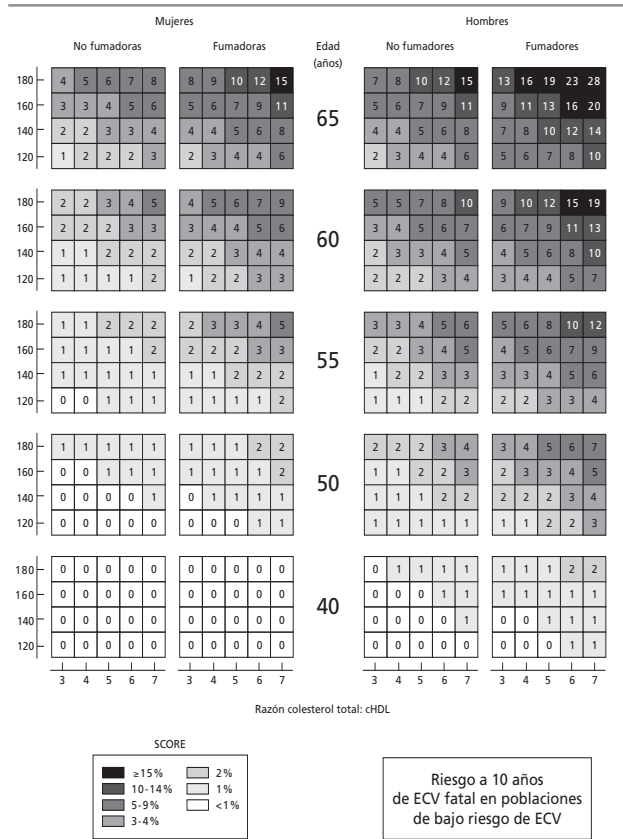 Mujeres Hombres
No fumadoras Fumadoras Edad (años) No fumadores Fumadores
180 4 5 6 7 8 8 9 10 12 15 7 8 10 12 15 13 16 19 23 28
160 3 3 4 5 6 5 6 7 9 11 5 6 7 9 11 9 11 13 16 20
65
140 2 2 3 3 4 3 4 5 6 8 4 4 5 6 8 7 8 10 12 14
120 1 2 2 2 3 2 3 4 4 6 2 3 4 4 6 5 6 7 8 10
180 2 2 3 4 5 4 5 6 7 9 5 5 7 8 10 9 10 12 15 19
160 2 2 2 3 3 3 4 4 5 6 3 4 5 6 7 6 7 9 11 13
60
140 1 1 2 2 2 2 2 3 4 4 2 3 3 4 5 4 5 6 8 10
120 1 1 1 1 2 1 2 2 3 3 2 2 2 3 4 3 4 4 5 7
180 1 1 2 2 2 2 3 3 4 5 3 3 4 5 6 5 6 8 10 12
160 1 1 1 1 2 2 2 2 3 3 2 2 3 4 5 4 5 6 7 9
55
140 1 1 1 1 1 1 1 2 2 2 1 2 2 3 3 3 3 4 5 6
120 0 0 1 1 1 1 1 1 1 2 1 1 1 2 2 2 2 3 3 4
180 1 1 1 1 1 1 1 1 2 2 2 2 2 3 4 3 4 5 6 7
160 0 0 1 1 1 1 1 1 1 2 1 1 2 2 3 2 3 3 4 5
50
140 0 0 0 0 1 0 1 1 1 1 1 1 1 2 2 2 2 2 3 4
120 0 0 0 0 0 0 0 0 1 1 1 1 1 1 1 1 1 2 2 3
180 0 0 0 0 0 0 0 0 0 0 0 1 1 1 1 1 1 1 2 2
160 0 0 0 0 0 0 0 0 0 0 0 0 0 1 1 1 1 1 1 1
40
140 0 0 0 0 0 0 0 0 0 0 0 0 0 0 1 0 0 1 1 1
120 0 0 0 0 0 0 0 0 0 0 0 0 0 0 0 0 0 0 1 1
3 4 5 6 7 3 4 5 6 7 3 4 5 6 7 3 4 5 6 7
Razón colesterol total: cHDL
SCORE
≥15% 2%
10-14% 1%
5-9% <1%
3-4%
Riesgo a 10 años
de ECV fatal en poblaciones
de bajo riesgo de ECV